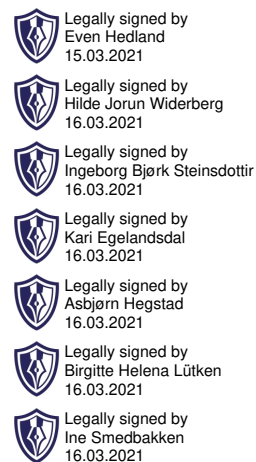 Legally signed by
Even Hedland
15.03.2021
Legally signed by
Hilde Jorun Widerberg
16.03.2021
Legally signed by
Ingeborg Bjørk Steinsdottir
16.03.2021
Legally signed by
Kari Egelandsdal
16.03.2021
Legally signed by
Asbjørn Hegstad
16.03.2021
Legally signed by
Birgitte Helena Lütken
16.03.2021
Legally signed by
Ine Smedbakken
16.03.2021